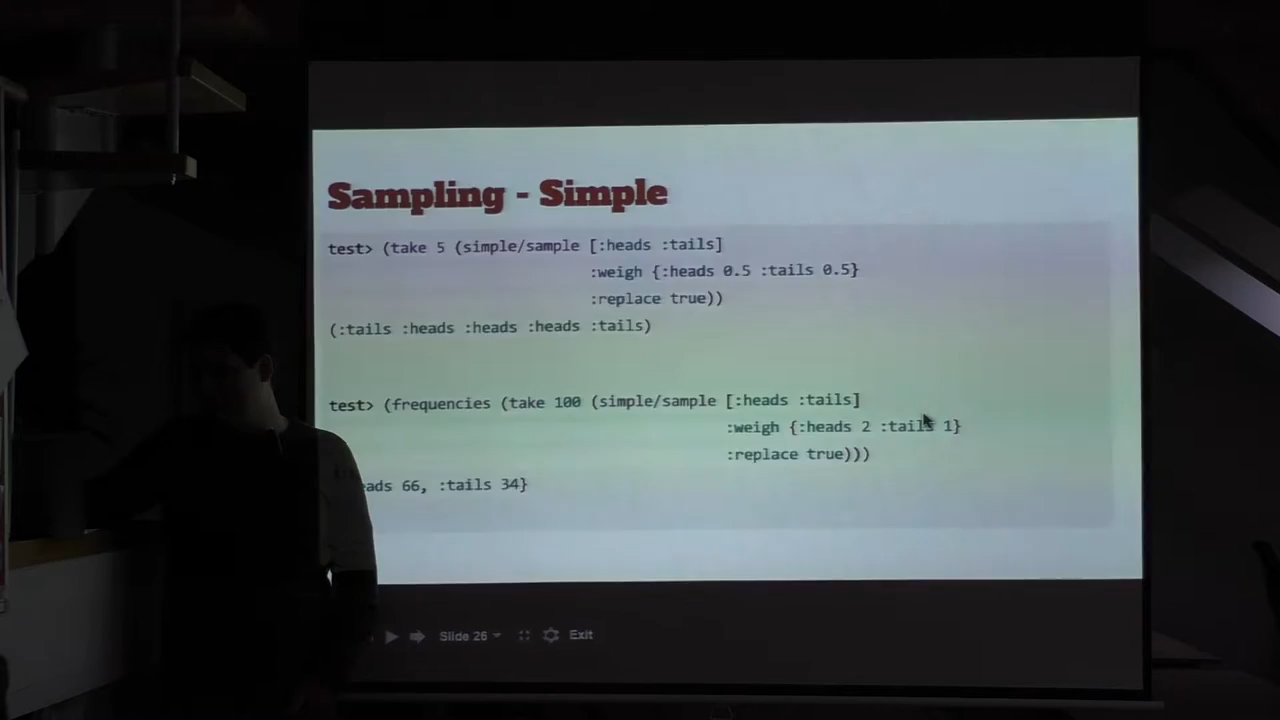 Sampling - Simple
test> (take 5 (simple/sample [:heads :tails]
:weigh {:heads 0.5 :tails 0.5}
:replace true))
(:tails :heads :heads :heads :tails)
test> (frequencies (take 100 (simple/sample [:heads :tails]
:weigh {:heads 2 :tails 1}
:replace true)))
66, :tails 34}
Slide 26
Exit